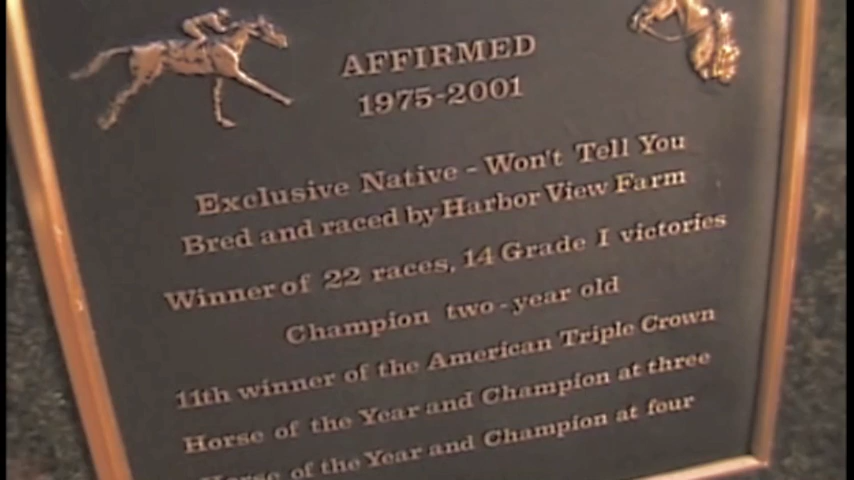 AFFIRMED
1975-2001
Exclusive Native - Won't Tell You
Bred and raced by Harbor View Farm
Winner of 22 races, 14 Grade I victories
Champion two-year old
11th winner of the American Triple Crown
Horse of the Year and Champion at three
Horse of the Year and Champion at four